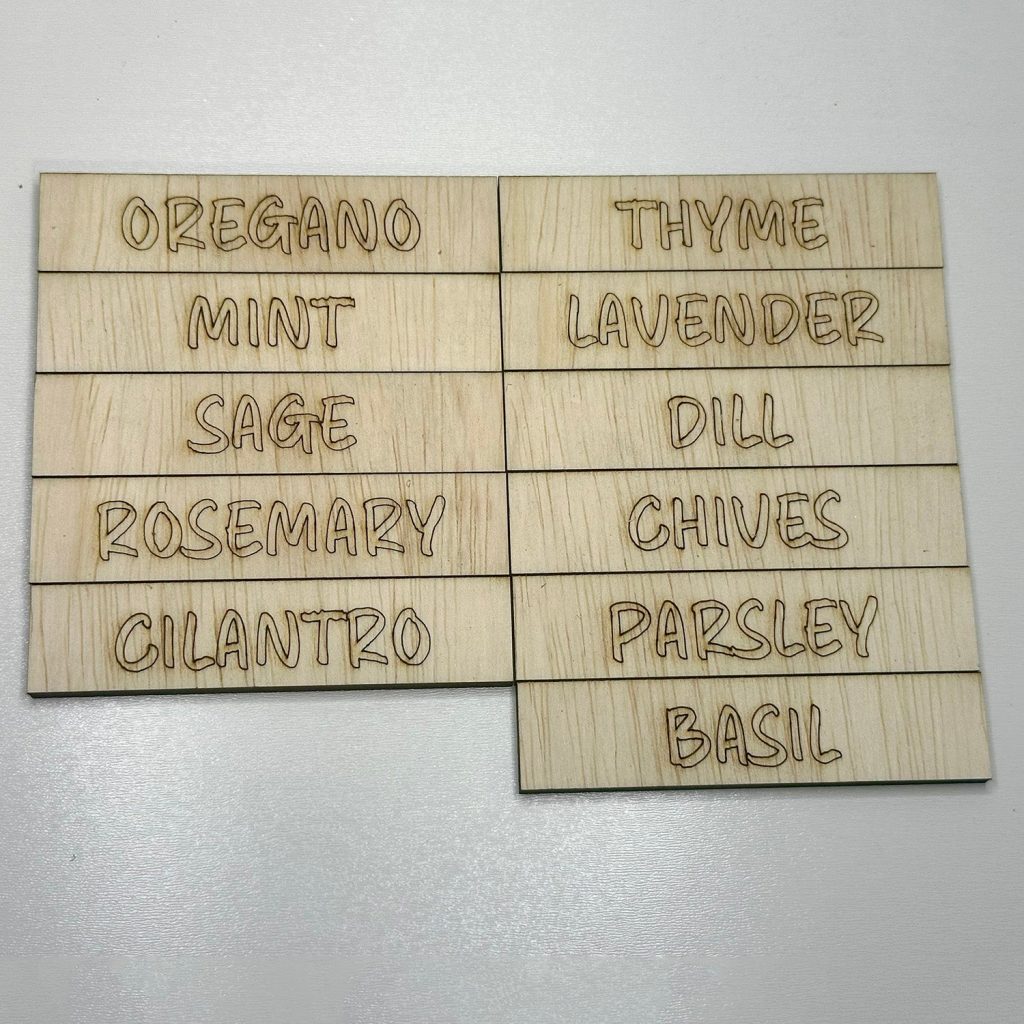 OREGANO
MINT
SAGE
ROSEMARY
CILANTRO
THYME
LAVENDER
DILL
CHIVES
PARSLEY
BASIL